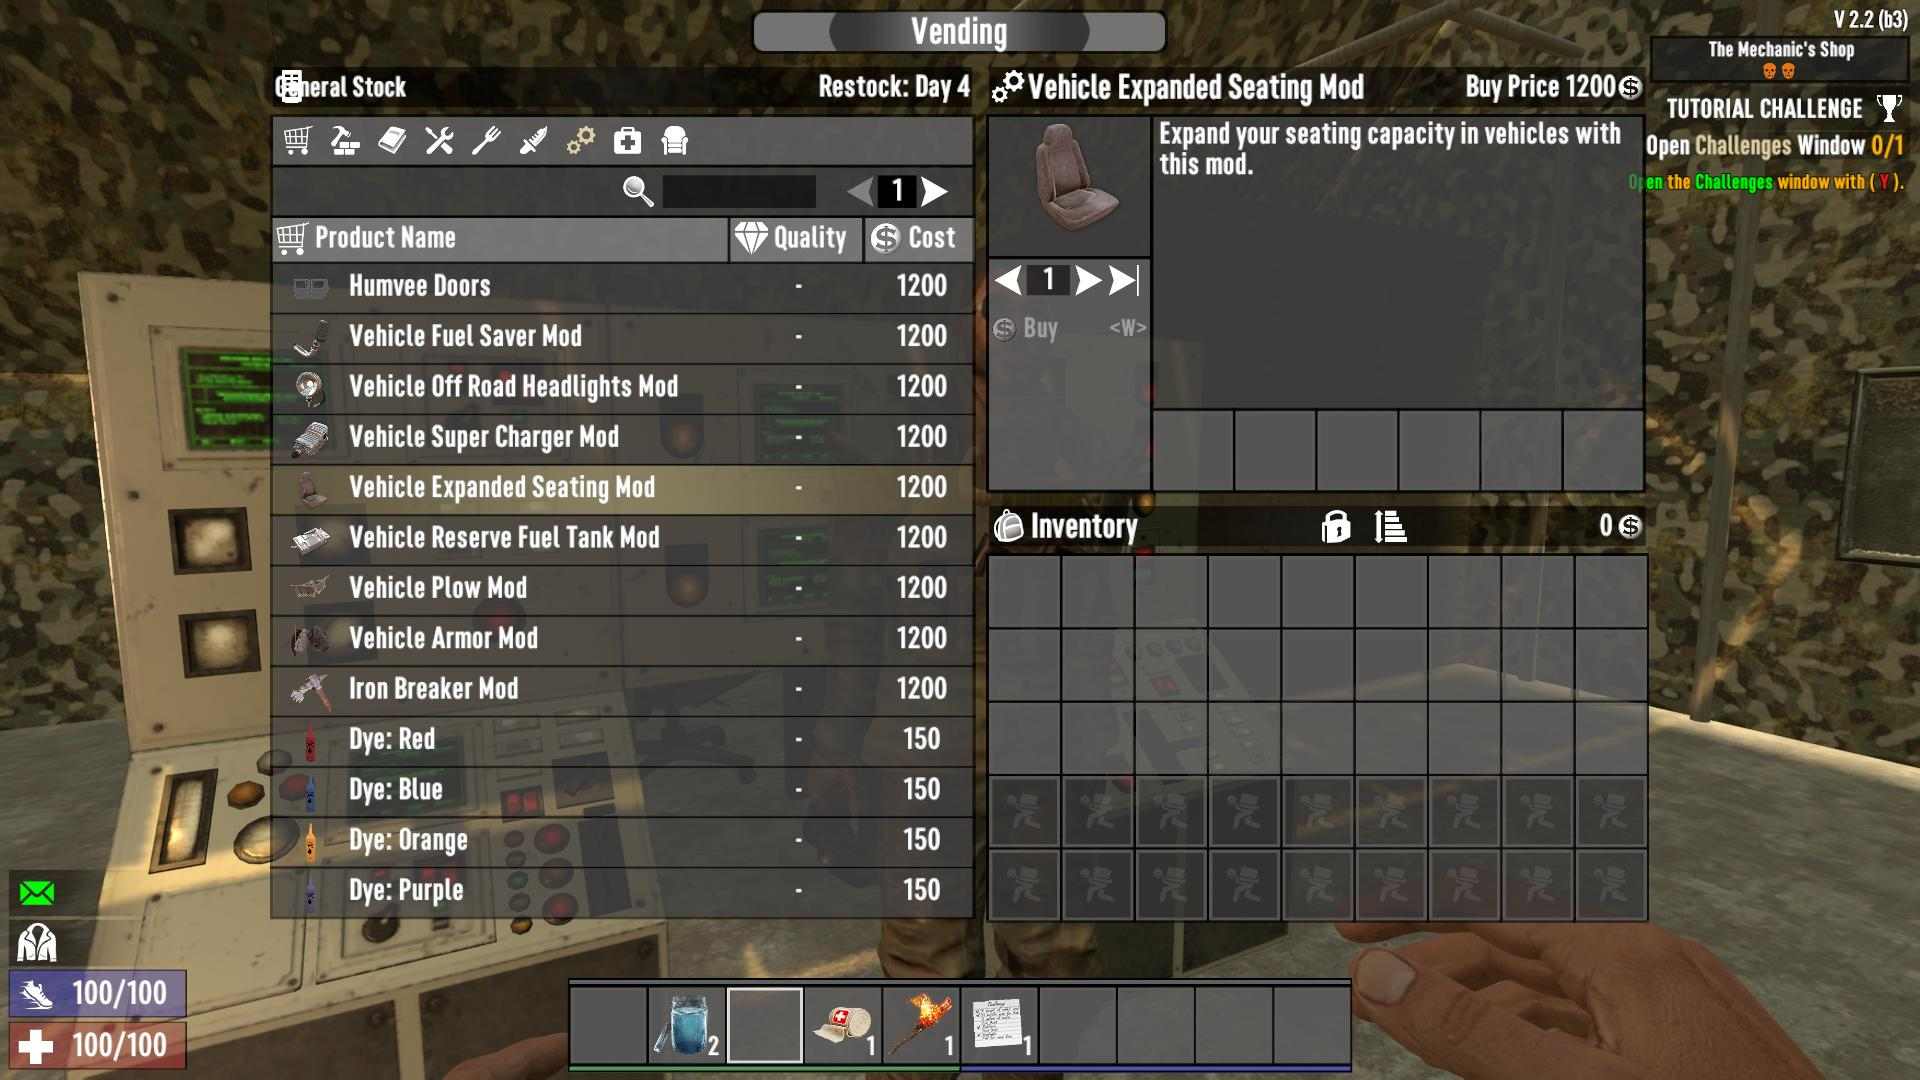 Vending
V 2.2 (b3)
The Mechanic's Shop
TUTORIAL CHALLENGE
Open Challenges Window 0/1
Open the Challenges window with ( Y ).
General Stock
Restock: Day 4
1
Product Name
Quality
Cost
Humvee Doors - 1200
Vehicle Fuel Saver Mod - 1200
Vehicle Off Road Headlights Mod - 1200
Vehicle Super Charger Mod - 1200
Vehicle Expanded Seating Mod - 1200
Vehicle Reserve Fuel Tank Mod - 1200
Vehicle Plow Mod - 1200
Vehicle Armor Mod - 1200
Iron Breaker Mod - 1200
Dye: Red - 150
Dye: Blue - 150
Dye: Orange - 150
Dye: Purple - 150
Vehicle Expanded Seating Mod
Buy Price 1200
Expand your seating capacity in vehicles with
this mod.
1
Buy <W>
Inventory
0
100/100
100/100
2
1
1
1